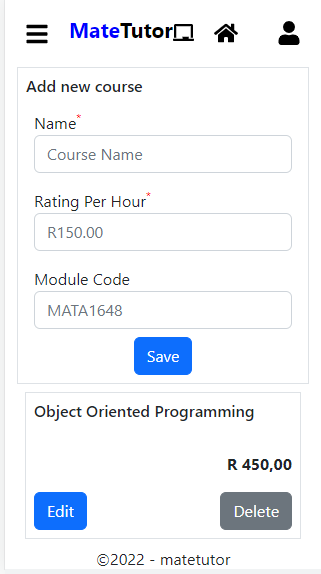 MateTutor
Add new course
Name*
Course Name
Rating Per Hour*
R150.00
Module Code
MATA1648
Save
Object Oriented Programming
R 450,00
Edit Delete
©2022 - matetutor